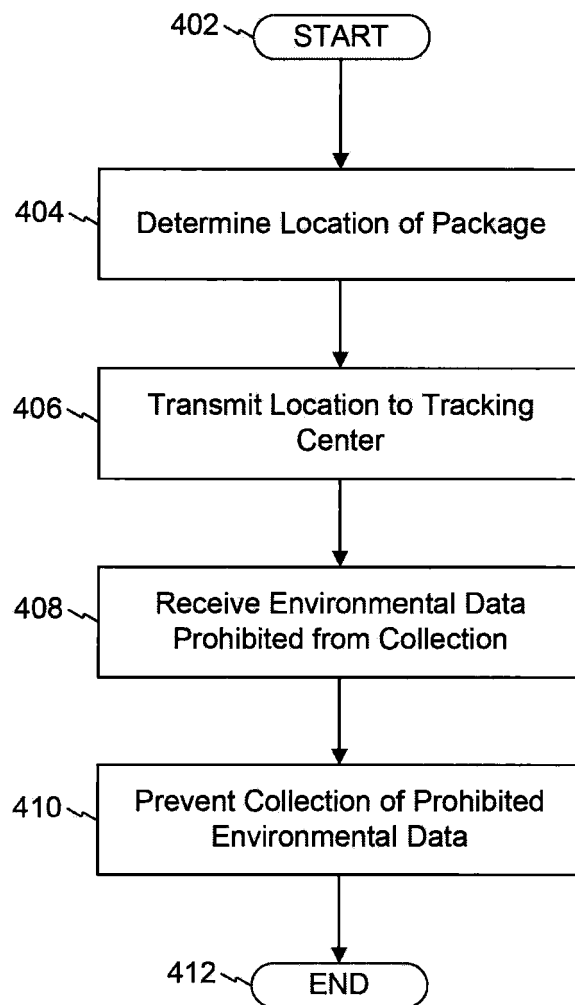 402
START
404
Determine Location of Package
406
Transmit Location to Tracking
Center
408
Receive Environmental Data
Prohibited from Collection
410
Prevent Collection of Prohibited
Environmental Data
412
END